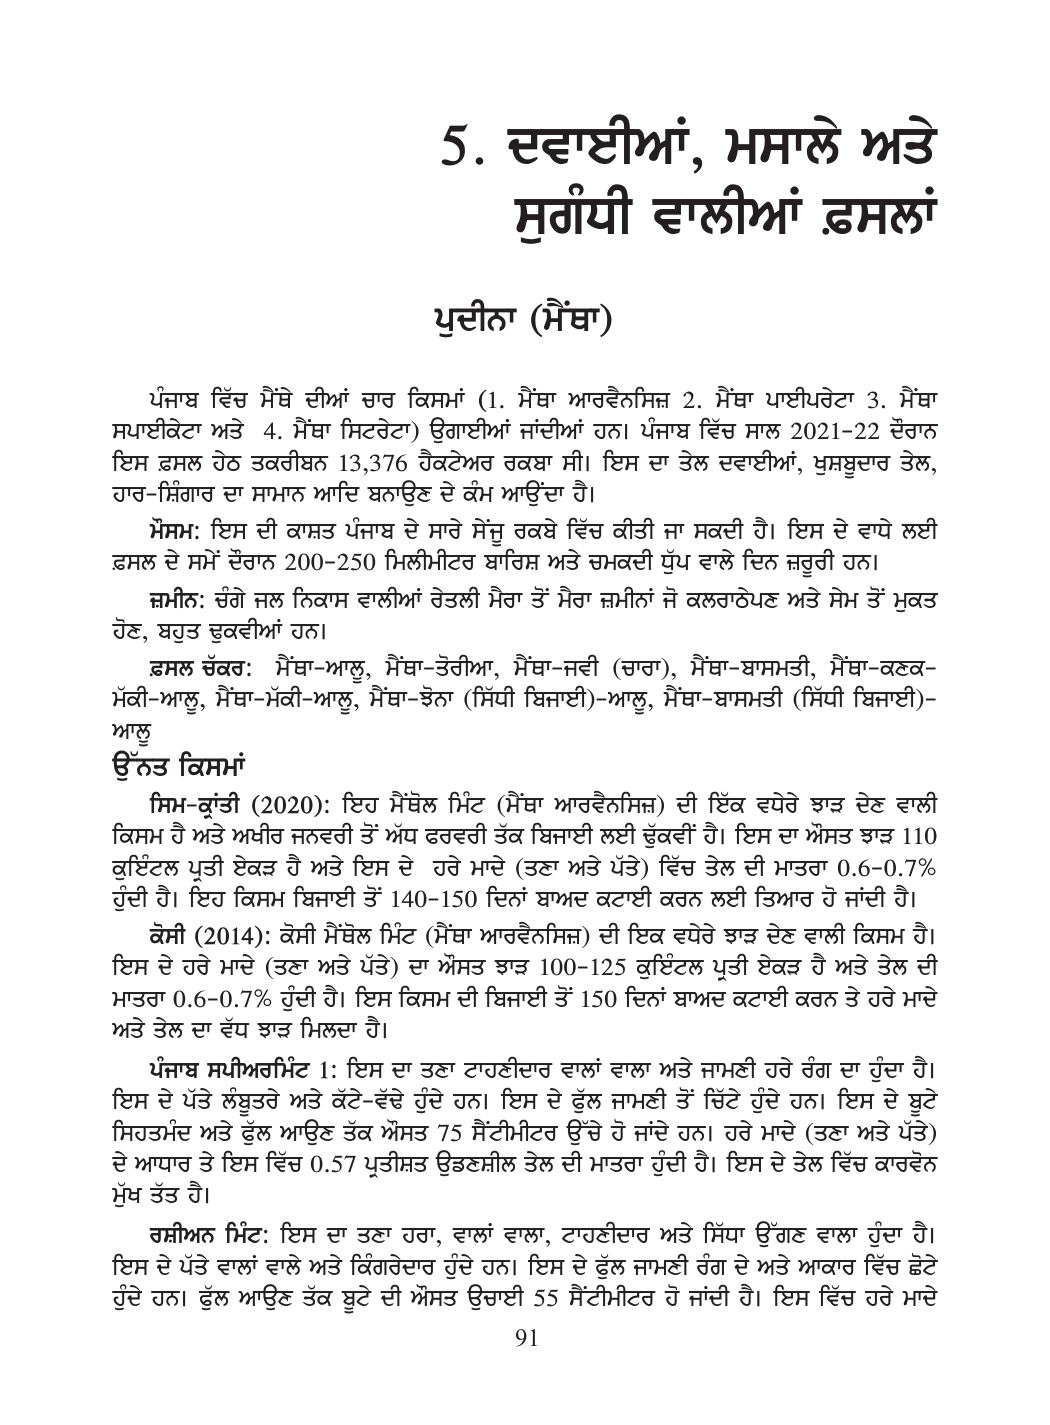 5. ਦਵਾਈਆਂ, ਮਸਾਲੇ ਅਤੇ
ਸੁਗੰਧੀ ਵਾਲੀਆਂ ਫ਼ਸਲਾਂ
ਪੁਦੀਨਾ (ਮੈਂਥਾ)
ਪੰਜਾਬ ਵਿੱਚ ਮੈਂਥੇ ਦੀਆਂ ਚਾਰ ਕਿਸਮਾਂ (1. ਮੈਂਥਾ ਆਰਵੈਨਸਿਜ਼ 2. ਮੈਂਥਾ ਪਾਈਪਰੇਟਾ 3. ਮੈਂਥਾ
ਸਪਾਈਕੇਟਾ ਅਤੇ 4. ਮੈਂਥਾ ਸਿਟਰੇਟਾ) ਉਗਾਈਆਂ ਜਾਂਦੀਆਂ ਹਨ। ਪੰਜਾਬ ਵਿੱਚ ਸਾਲ 2021-22 ਦੌਰਾਨ
ਇਸ ਫ਼ਸਲ ਹੇਠ ਤਕਰੀਬਨ 13,376 ਹੈਕਟੇਅਰ ਰਕਬਾ ਸੀ। ਇਸ ਦਾ ਤੇਲ ਦਵਾਈਆਂ, ਖੁਸ਼ਬੂਦਾਰ ਤੇਲ,
ਹਾਰ-ਸ਼ਿੰਗਾਰ ਦਾ ਸਾਮਾਨ ਆਦਿ ਬਨਾਉਣ ਦੇ ਕੰਮ ਆਉਂਦਾ ਹੈ।
ਮੌਸਮ: ਇਸ ਦੀ ਕਾਸ਼ਤ ਪੰਜਾਬ ਦੇ ਸਾਰੇ ਸੇਂਜੂ ਰਕਬੇ ਵਿੱਚ ਕੀਤੀ ਜਾ ਸਕਦੀ ਹੈ। ਇਸ ਦੇ ਵਾਧੇ ਲਈ
ਫ਼ਸਲ ਦੇ ਸਮੇਂ ਦੌਰਾਨ 200-250 ਮਿਲੀਮੀਟਰ ਬਾਰਿਸ਼ ਅਤੇ ਚਮਕਦੀ ਧੁੱਪ ਵਾਲੇ ਦਿਨ ਜ਼ਰੂਰੀ ਹਨ।
ਜ਼ਮੀਨ: ਚੰਗੇ ਜਲ ਨਿਕਾਸ ਵਾਲੀਆਂ ਰੇਤਲੀ ਮੈਰਾ ਤੋਂ ਮੈਰਾ ਜ਼ਮੀਨਾਂ ਜੋ ਕਲਰਾਠੇਪਣ ਅਤੇ ਸੇਮ ਤੋਂ ਮੁਕਤ
ਹੋਣ, ਬਹੁਤ ਢੁਕਵੀਆਂ ਹਨ।
ਫ਼ਸਲ ਚੱਕਰ: ਮੈਂਥਾ-ਆਲੂ, ਮੈਂਥਾ-ਤੋਰੀਆ, ਮੈਂਥਾ-ਜਵੀ (ਚਾਰਾ), ਮੈਂਥਾ-ਬਾਸਮਤੀ, ਮੈਂਥਾ-ਕਣਕ-
ਮੱਕੀ-ਆਲੂ, ਮੈਂਥਾ-ਮੱਕੀ-ਆਲੂ, ਮੈਂਥਾ-ਝੋਨਾ (ਸਿੱਧੀ ਬਿਜਾਈ)-ਆਲੂ, ਮੈਂਥਾ-ਬਾਸਮਤੀ (ਸਿੱਧੀ ਬਿਜਾਈ)-
ਆਲੂ
ਉੱਨਤ ਕਿਸਮਾਂ
ਸਿਮ-ਕ੍ਰਾਂਤੀ (2020): ਇਹ ਮੈਂਥੋਲ ਮਿੰਟ (ਮੈਂਥਾ ਆਰਵੈਨਸਿਜ਼) ਦੀ ਇੱਕ ਵਧੇਰੇ ਝਾੜ ਦੇਣ ਵਾਲੀ
ਕਿਸਮ ਹੈ ਅਤੇ ਅਖੀਰ ਜਨਵਰੀ ਤੋਂ ਅੱਧ ਫਰਵਰੀ ਤੱਕ ਬਿਜਾਈ ਲਈ ਢੁੱਕਵੀਂ ਹੈ। ਇਸ ਦਾ ਔਸਤ ਝਾੜ 110
ਕੁਇੰਟਲ ਪ੍ਰਤੀ ਏਕੜ ਹੈ ਅਤੇ ਇਸ ਦੇ ਹਰੇ ਮਾਦੇ (ਤਣਾ ਅਤੇ ਪੱਤੇ) ਵਿੱਚ ਤੇਲ ਦੀ ਮਾਤਰਾ 0.6-0.7%
ਹੁੰਦੀ ਹੈ। ਇਹ ਕਿਸਮ ਬਿਜਾਈ ਤੋਂ 140-150 ਦਿਨਾਂ ਬਾਅਦ ਕਟਾਈ ਕਰਨ ਲਈ ਤਿਆਰ ਹੋ ਜਾਂਦੀ ਹੈ।
ਕੋਸੀ (2014): ਕੋਸੀ ਮੈਂਥੋਲ ਮਿੰਟ (ਮੈਂਥਾ ਆਰਵੈਨਸਿਜ਼) ਦੀ ਇਕ ਵਧੇਰੇ ਝਾੜ ਦੇਣ ਵਾਲੀ ਕਿਸਮ ਹੈ।
ਇਸ ਦੇ ਹਰੇ ਮਾਦੇ (ਤਣਾ ਅਤੇ ਪੱਤੇ) ਦਾ ਔਸਤ ਝਾੜ 100-125 ਕੁਇੰਟਲ ਪ੍ਰਤੀ ਏਕੜ ਹੈ ਅਤੇ ਤੇਲ ਦੀ
ਮਾਤਰਾ 0.6-0.7% ਹੁੰਦੀ ਹੈ। ਇਸ ਕਿਸਮ ਦੀ ਬਿਜਾਈ ਤੋਂ 150 ਦਿਨਾਂ ਬਾਅਦ ਕਟਾਈ ਕਰਨ ਤੇ ਹਰੇ ਮਾਦੇ
ਅਤੇ ਤੇਲ ਦਾ ਵੱਧ ਝਾੜ ਮਿਲਦਾ ਹੈ।
ਪੰਜਾਬ ਸਪੀਅਰਮਿੰਟ 1: ਇਸ ਦਾ ਤਣਾ ਟਾਹਣੀਦਾਰ ਵਾਲਾਂ ਵਾਲਾ ਅਤੇ ਜਾਮਣੀ ਹਰੇ ਰੰਗ ਦਾ ਹੁੰਦਾ ਹੈ।
ਇਸ ਦੇ ਪੱਤੇ ਲੰਬੂਤਰੇ ਅਤੇ ਕੱਟੇ-ਵੱਢੇ ਹੁੰਦੇ ਹਨ। ਇਸ ਦੇ ਫੁੱਲ ਜਾਮਣੀ ਤੋਂ ਚਿੱਟੇ ਹੁੰਦੇ ਹਨ। ਇਸ ਦੇ ਬੂਟੇ
ਸਿਹਤਮੰਦ ਅਤੇ ਫੁੱਲ ਆਉਣ ਤੱਕ ਔਸਤ 75 ਸੈਂਟੀਮੀਟਰ ਉੱਚੇ ਹੋ ਜਾਂਦੇ ਹਨ। ਹਰੇ ਮਾਦੇ (ਤਣਾ ਅਤੇ ਪੱਤੇ)
ਦੇ ਆਧਾਰ ਤੇ ਇਸ ਵਿੱਚ 0.57 ਪ੍ਰਤੀਸ਼ਤ ਉਡਣਸ਼ੀਲ ਤੇਲ ਦੀ ਮਾਤਰਾ ਹੁੰਦੀ ਹੈ। ਇਸ ਦੇ ਤੇਲ ਵਿੱਚ ਕਾਰਵੋਨ
ਮੁੱਖ ਤੱਤ ਹੈ।
ਰਸ਼ੀਅਨ ਮਿੰਟ: ਇਸ ਦਾ ਤਣਾ ਹਰਾ, ਵਾਲਾਂ ਵਾਲਾ, ਟਾਹਣੀਦਾਰ ਅਤੇ ਸਿੱਧਾ ਉੱਗਣ ਵਾਲਾ ਹੁੰਦਾ ਹੈ।
ਇਸ ਦੇ ਪੱਤੇ ਵਾਲਾਂ ਵਾਲੇ ਅਤੇ ਕਿੰਗਰੇਦਾਰ ਹੁੰਦੇ ਹਨ। ਇਸ ਦੇ ਫੁੱਲ ਜਾਮਣੀ ਰੰਗ ਦੇ ਅਤੇ ਆਕਾਰ ਵਿੱਚ ਛੋਟੇ
ਹੁੰਦੇ ਹਨ। ਫੁੱਲ ਆਉਣ ਤੱਕ ਬੂਟੇ ਦੀ ਔਸਤ ਉਚਾਈ 55 ਸੈਂਟੀਮੀਟਰ ਹੋ ਜਾਂਦੀ ਹੈ। ਇਸ ਵਿੱਚ ਹਰੇ ਮਾਦੇ
91